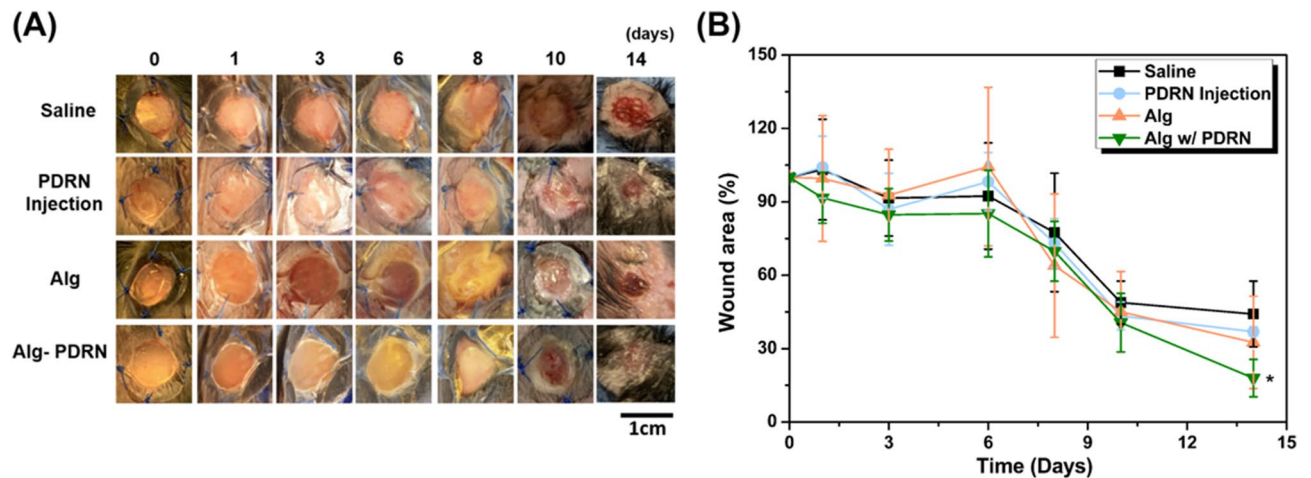 (A)
(days)
0 1 3 6 8 10 14
Saline
PDRN
Injection
Alg
Alg- PDRN
1cm
(B)
150
120
90
60
30
0
Wound area (%)
0 3 6 9 12 15
Time (Days)
Saline
PDRN Injection
Alg
Alg w/ PDRN
*